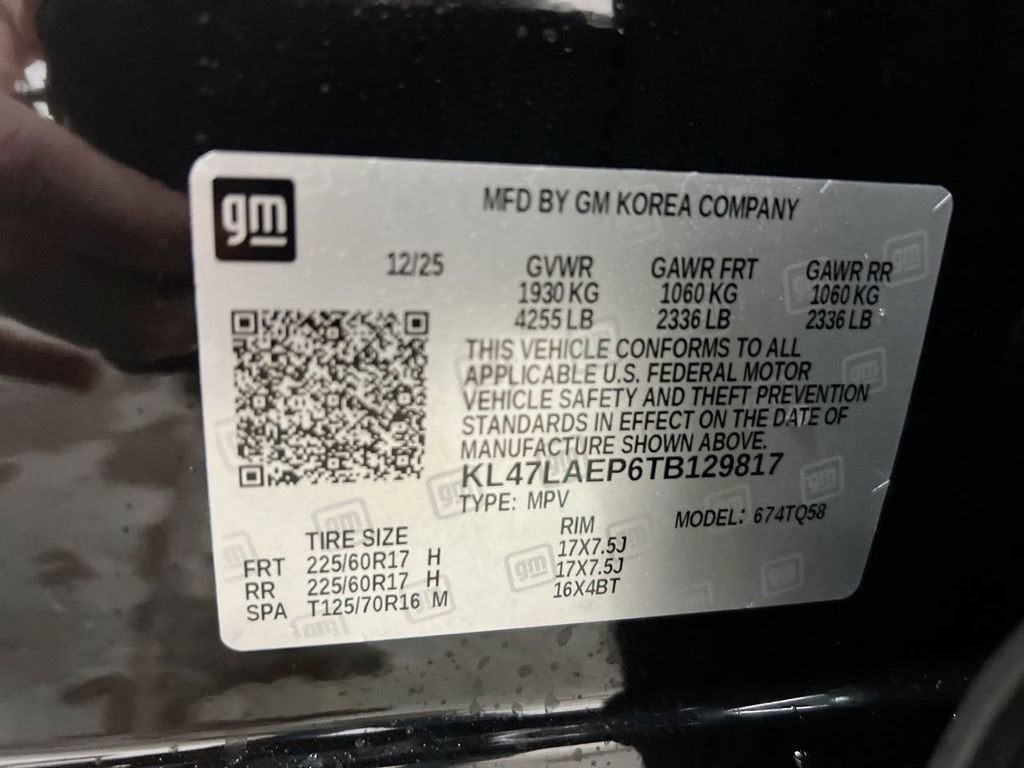 gm
MFD BY GM KOREA COMPANY
12/25 GVWR GAWR FRT GAWR RR
1930 KG 1060 KG 1060 KG
4255 LB 2336 LB 2336 LB
THIS VEHICLE CONFORMS TO ALL
APPLICABLE U.S. FEDERAL MOTOR
VEHICLE SAFETY AND THEFT PREVENTION
STANDARDS IN EFFECT ON THE DATE OF
MANUFACTURE SHOWN ABOVE.
KL47LAEP6TB129817
TYPE: MPV
MODEL: 674TQ58
TIRE SIZE RIM
FRT 225/60R17 H 17X7.5J
RR 225/60R17 H 17X7.5J
SPA T125/70R16 M 16X4BT